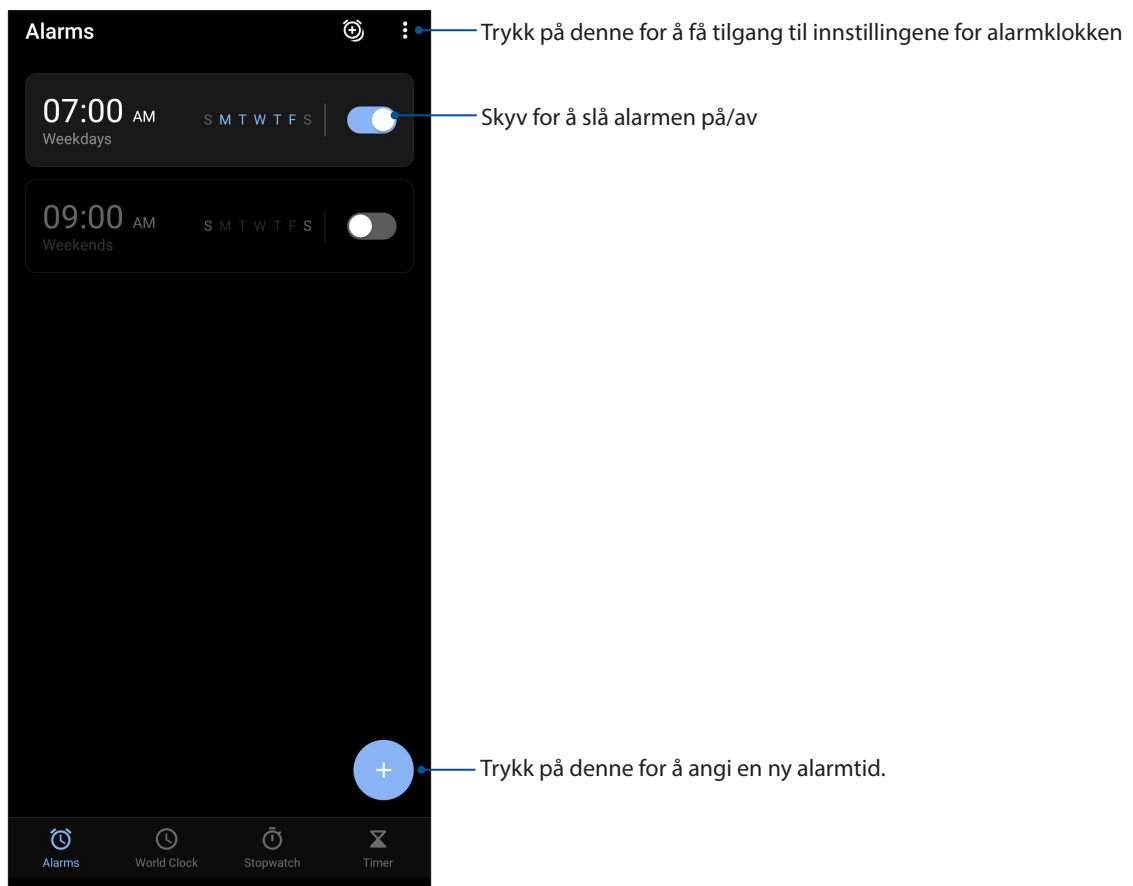 Alarms
Trykk på denne for å få tilgang til innstillingene for alarmklokken
07:00 AM S M T W T F S
Weekdays
Skyv for å slå alarmen på/av
09:00 AM S M T W T F S
Weekends
+
Trykk på denne for å angi en ny alarmtid.
Alarms World Clock Stopwatch Timer